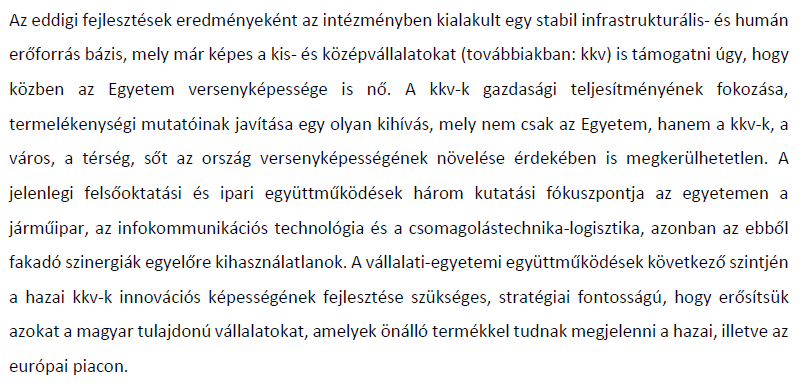 Az eddigi fejlesztések eredményeként az intézményben kialakult egy stabil infrastrukturális- és humán
erőforrás bázis, mely már képes a kis- és középvállalatokat (továbbiakban: kkv) is támogatni úgy, hogy
közben az Egyetem versenyképessége is nő. A kkv-k gazdasági teljesítményének fokozása,
termelékenységi mutatóinak javítása egy olyan kihívás, mely nem csak az Egyetem, hanem a kkv-k, a
város, a térség, sőt az ország versenyképességének növelése érdekében is megkerülhetetlen. A
jelenlegi felsőoktatási és ipari együttműködések három kutatási fókuszpontja az egyetemen a
járműipar, az infokommunikációs technológia és a csomagolástechnika-logisztika, azonban az ebből
fakadó szinergiák egyelőre kihasználatlanok. A vállalati-egyetemi együttműködések következő szintjén
a hazai kkv-k innovációs képességének fejlesztése szükséges, stratégiai fontosságú, hogy erősítsük
azokat a magyar tulajdonú vállalatokat, amelyek önálló termékkel tudnak megjelenni a hazai, illetve az
európai piacon.